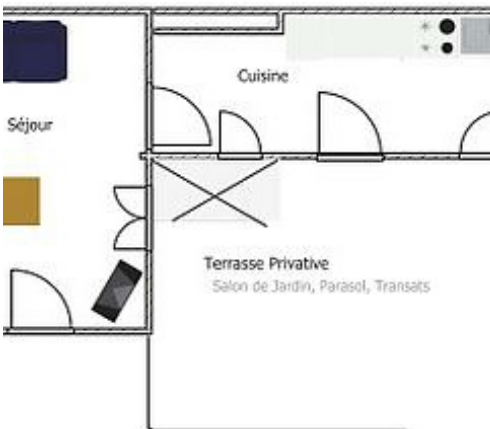 Cuisine
Séjour
Terrasse Privative
Salon de Jardin, Parasol, Transats